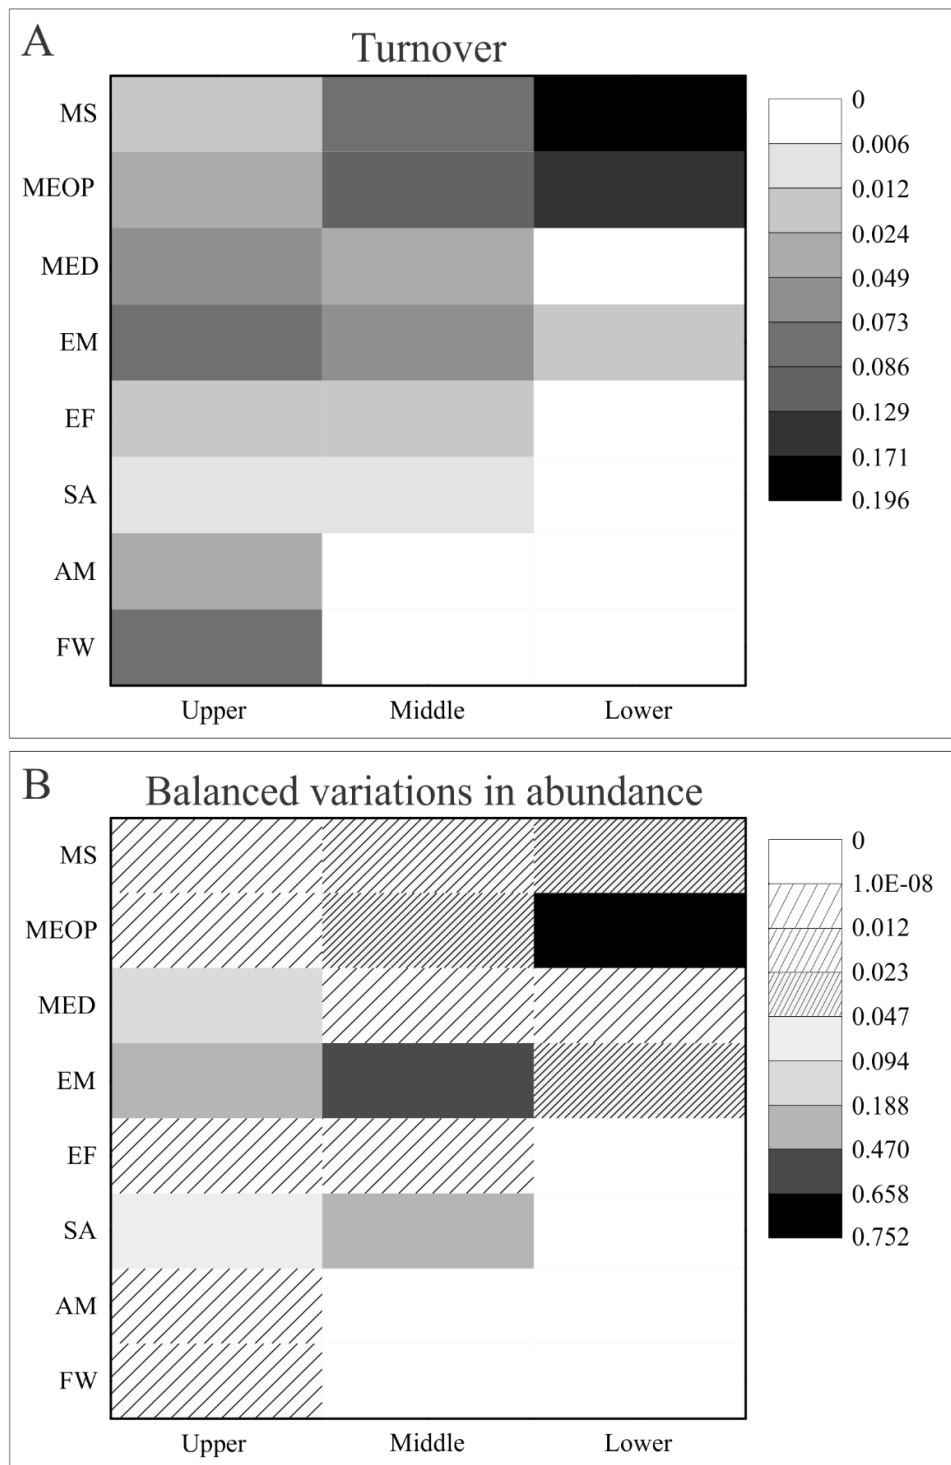 A
Turnover
MS
MEOP
MED
EM
EF
SA
AM
FW
Upper Middle Lower
0
0.006
0.012
0.024
0.049
0.073
0.086
0.129
0.171
0.196
B
Balanced variations in abundance
MS
MEOP
MED
EM
EF
SA
AM
FW
Upper Middle Lower
0
1.0E-08
0.012
0.023
0.047
0.094
0.188
0.470
0.658
0.752